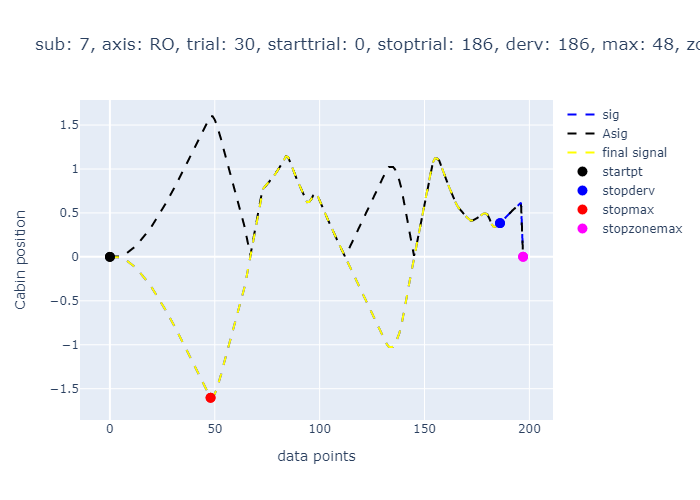 sub: 7, axis: RO, trial: 30, starttrial: 0, stoptrial: 186, derv: 186, max: 48,
sig
Asig
final signal
startpt
stopderv
stopmax
stopzonemax
Cabin position
1.5
1
0.5
0
−0.5
−1
−1.5
0
50
100
150
200
data points